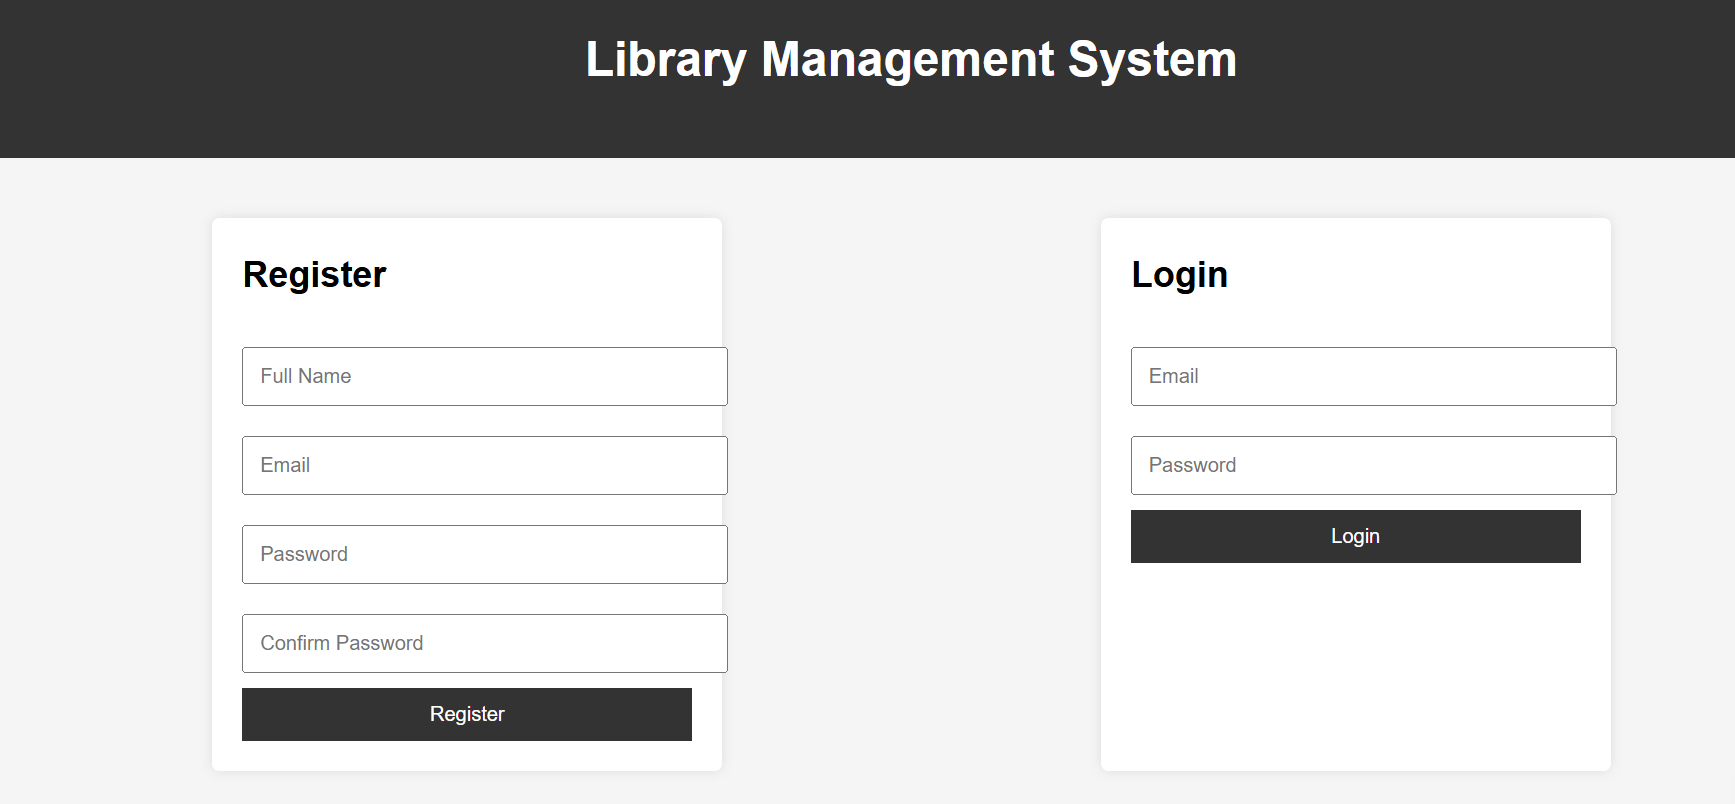 Library Management System
Register
Full Name
Email
Password
Confirm Password
Register
Login
Email
Password
Login